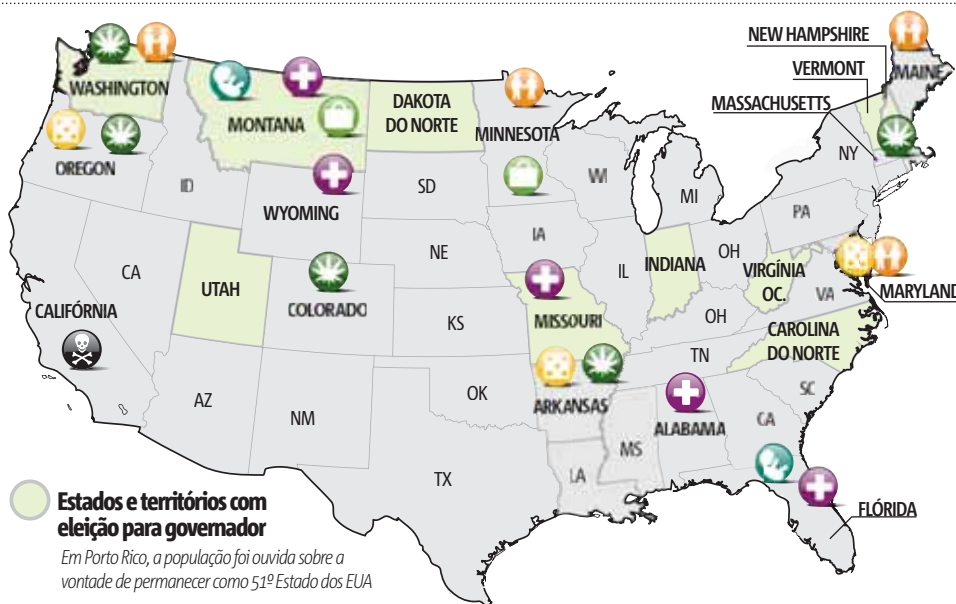 NEW HAMPSHIRE
VERMONT
MASSACHUSETTS
MAINE
WASHINGTON
MONTANA
DAKOTA
DO NORTE
MINNESOTA
OREGON
ID
WYOMING
SD
WI
MI
NY
PA
IA
NE
CA
UTAH
COLORADO
IL
INDIANA
OH
VIRGÍNIA
OC.
VA
MARYLAND
CALIFÓRIA
KS
MISSOURI
OH
CAROLINA
DO NORTE
TN
SC
AZ
NM
OK
ARKANSAS
ALABAMA
CA
MS
LA
TX
FLÓRIDA
Estados e territórios com
eleição para governador
Em Porto Rico, a população foi ouvida sobre a
vontade de permanecer como 51º Estado dos EUA